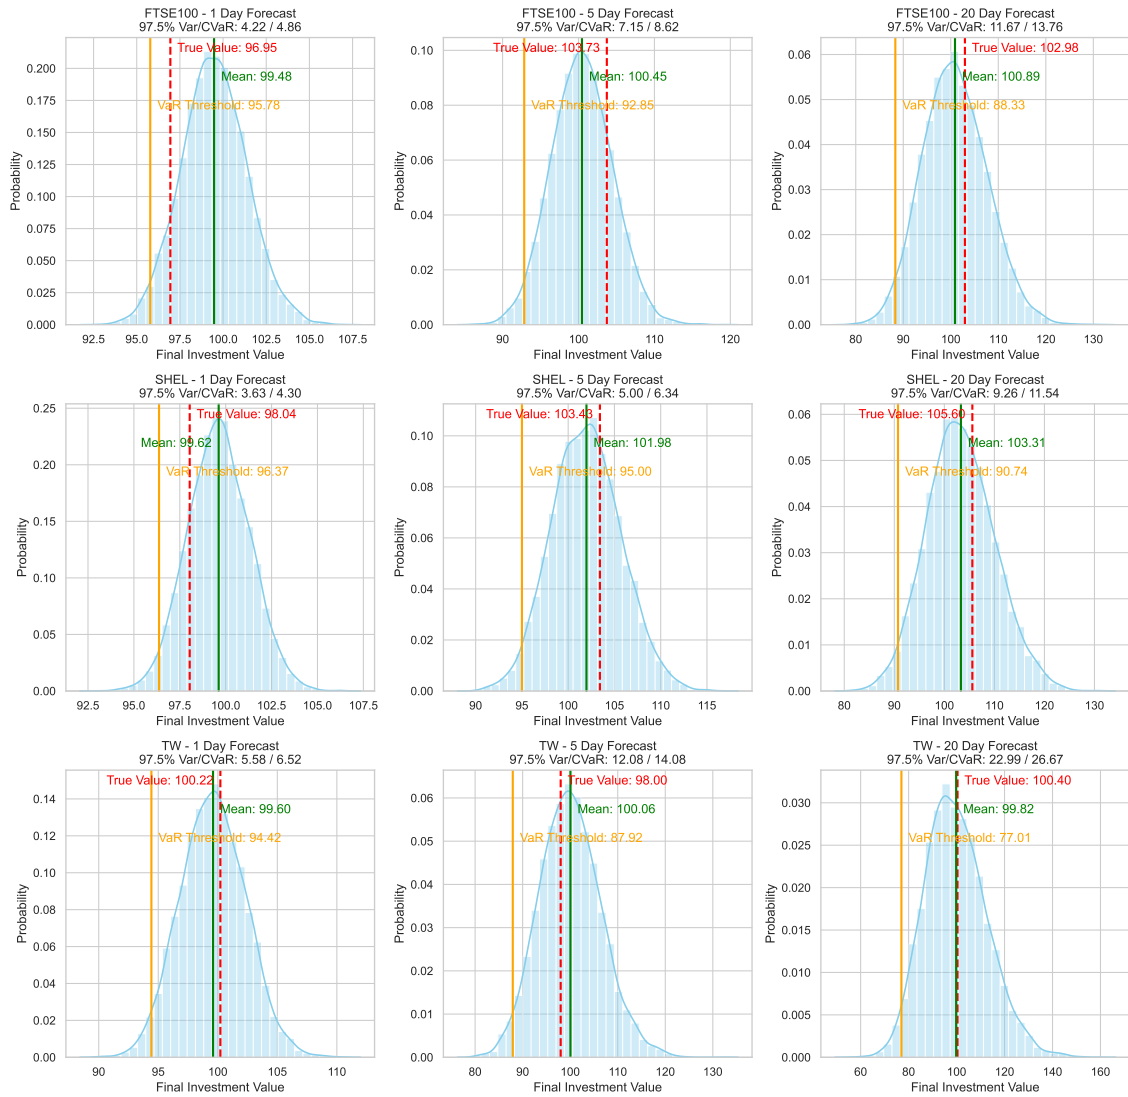 FTSE100 - 1 Day Forecast
97.5% Var/CVaR: 4.22 / 4.86
True Value: 96.95
Mean: 99.48
VaR Threshold: 95.78
0.200
0.175
0.150
0.125
0.100
0.075
0.050
0.025
0.000
Probability
92.5 95.0 97.5 100.0 102.5 105.0 107.5
Final Investment Value
FTSE100 - 5 Day Forecast
97.5% Var/CVaR: 7.15 / 8.62
True Value: 103.73
Mean: 100.45
VaR Threshold: 92.85
0.10
0.08
0.06
0.04
0.02
0.00
Probability
90 100 110 120
Final Investment Value
FTSE100 - 20 Day Forecast
97.5% Var/CVaR: 11.67 / 13.76
True Value: 102.98
Mean: 100.89
VaR Threshold: 88.33
0.06
0.05
0.04
0.03
0.02
0.01
0.00
Probability
80 90 100 110 120 130
Final Investment Value
SHEL - 1 Day Forecast
97.5% Var/CVaR: 3.63 / 4.30
True Value: 98.04
Mean: 99.62
VaR Threshold: 96.37
0.25
0.20
0.15
0.10
0.05
0.00
Probability
92.5 95.0 97.5 100.0 102.5 105.0 107.5
Final Investment Value
SHEL - 5 Day Forecast
97.5% Var/CVaR: 5.00 / 6.34
True Value: 103.43
Mean: 101.98
VaR Threshold: 95.00
0.10
0.08
0.06
0.04
0.02
0.00
Probability
90 95 100 105 110 115
Final Investment Value
SHEL - 20 Day Forecast
97.5% Var/CVaR: 9.26 / 11.54
True Value: 105.60
Mean: 103.31
VaR Threshold: 90.74
0.06
0.05
0.04
0.03
0.02
0.01
0.00
Probability
80 90 100 110 120 130
Final Investment Value
TW - 1 Day Forecast
97.5% Var/CVaR: 5.58 / 6.52
True Value: 100.22
Mean: 99.60
VaR Threshold: 94.42
0.14
0.12
0.10
0.08
0.06
0.04
0.02
0.00
Probability
90 95 100 105 110
Final Investment Value
TW - 5 Day Forecast
97.5% Var/CVaR: 12.08 / 14.08
True Value: 98.00
Mean: 100.06
VaR Threshold: 87.92
0.06
0.05
0.04
0.03
0.02
0.01
0.00
Probability
80 90 100 110 120 130
Final Investment Value
TW - 20 Day Forecast
97.5% Var/CVaR: 22.99 / 26.67
True Value: 100.40
Mean: 99.82
VaR Threshold: 77.01
0.030
0.025
0.020
0.015
0.010
0.005
0.000
Probability
60 80 100 120 140 160
Final Investment Value